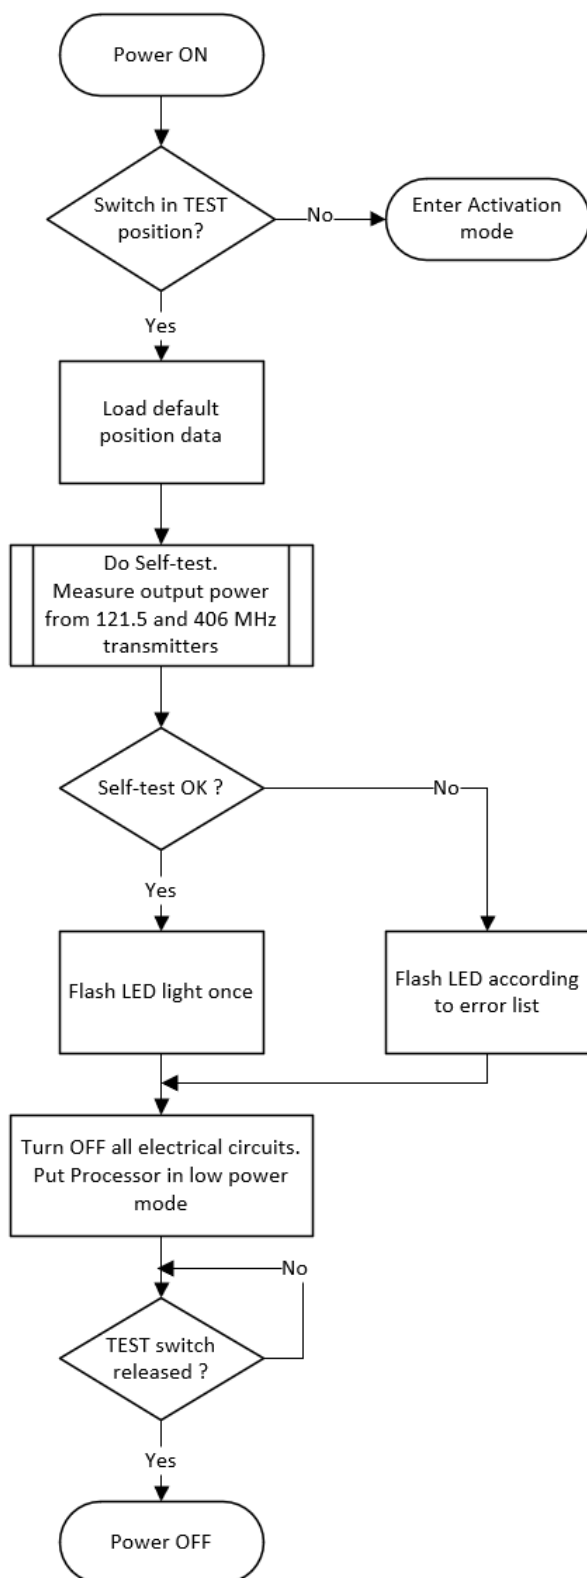 Power ON
Switch in TEST
position?
No
Enter Activation
mode
Yes
Load default
position data
Do Self-test.
Measure output power
from 121.5 and 406 MHz
transmitters
Self-test OK ?
No
Yes
Flash LED light once
Flash LED according
to error list
Turn OFF all electrical circuits.
Put Processor in low power
mode
No
TEST switch
released ?
Yes
Power OFF